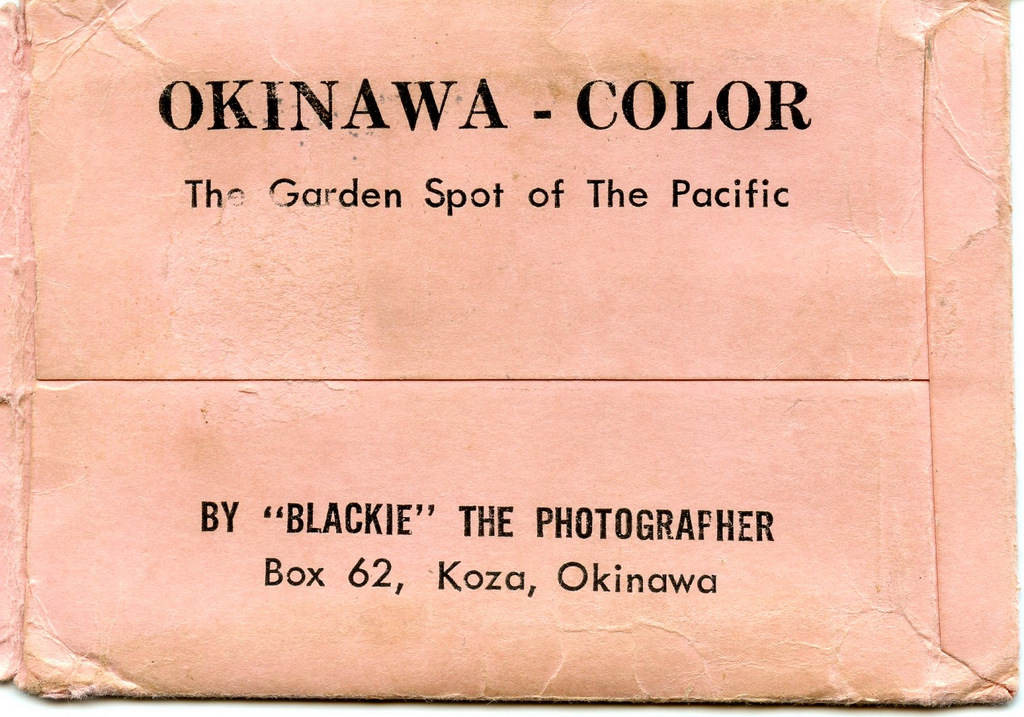 OKINAWA - COLOR
The Garden Spot of The Pacific
BY “BLACKIE” THE PHOTOGRAPHER
Box 62, Koza, Okinawa